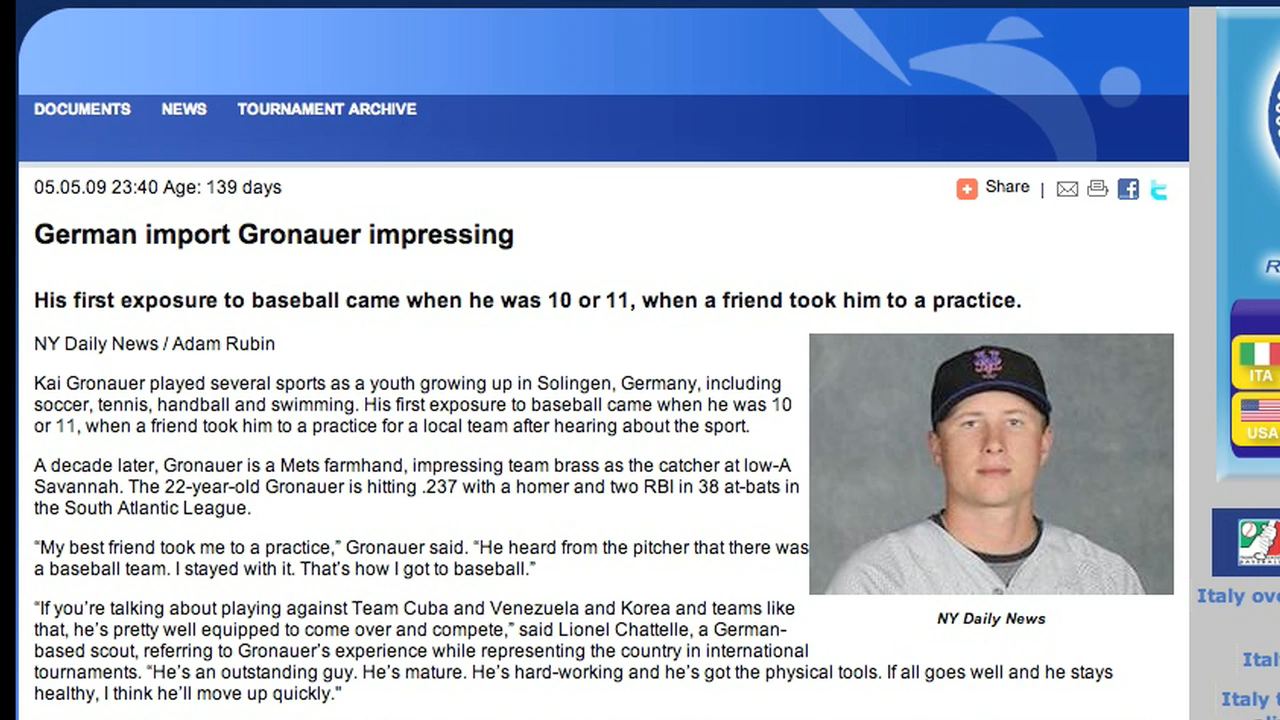 DOCUMENTS NEWS TOURNAMENT ARCHIVE
05.05.09 23:40 Age: 139 days
Share |
German import Gronauer impressing
His first exposure to baseball came when he was 10 or 11, when a friend took him to a practice.
NY Daily News / Adam Rubin
Kai Gronauer played several sports as a youth growing up in Solingen, Germany, including
soccer, tennis, handball and swimming. His first exposure to baseball came when he was 10
or 11, when a friend took him to a practice for a local team after hearing about the sport.
A decade later, Gronauer is a Mets farmhand, impressing team brass as the catcher at low-A
Savannah. The 22-year-old Gronauer is hitting .237 with a homer and two RBI in 38 at-bats in
the South Atlantic League.
“My best friend took me to a practice,” Gronauer said. “He heard from the pitcher that there was
a baseball team. I stayed with it. That’s how I got to baseball.”
“If you’re talking about playing against Team Cuba and Venezuela and Korea and teams like
that, he’s pretty well equipped to come over and compete,” said Lionel Chattelle, a German-
based scout, referring to Gronauer’s experience while representing the country in international
tournaments. “He’s an outstanding guy. He’s mature. He’s hard-working and he’s got the physical tools. If all goes well and he stays
healthy, I think he’ll move up quickly."
NY Daily News
ITA
USA
Italy
Italy